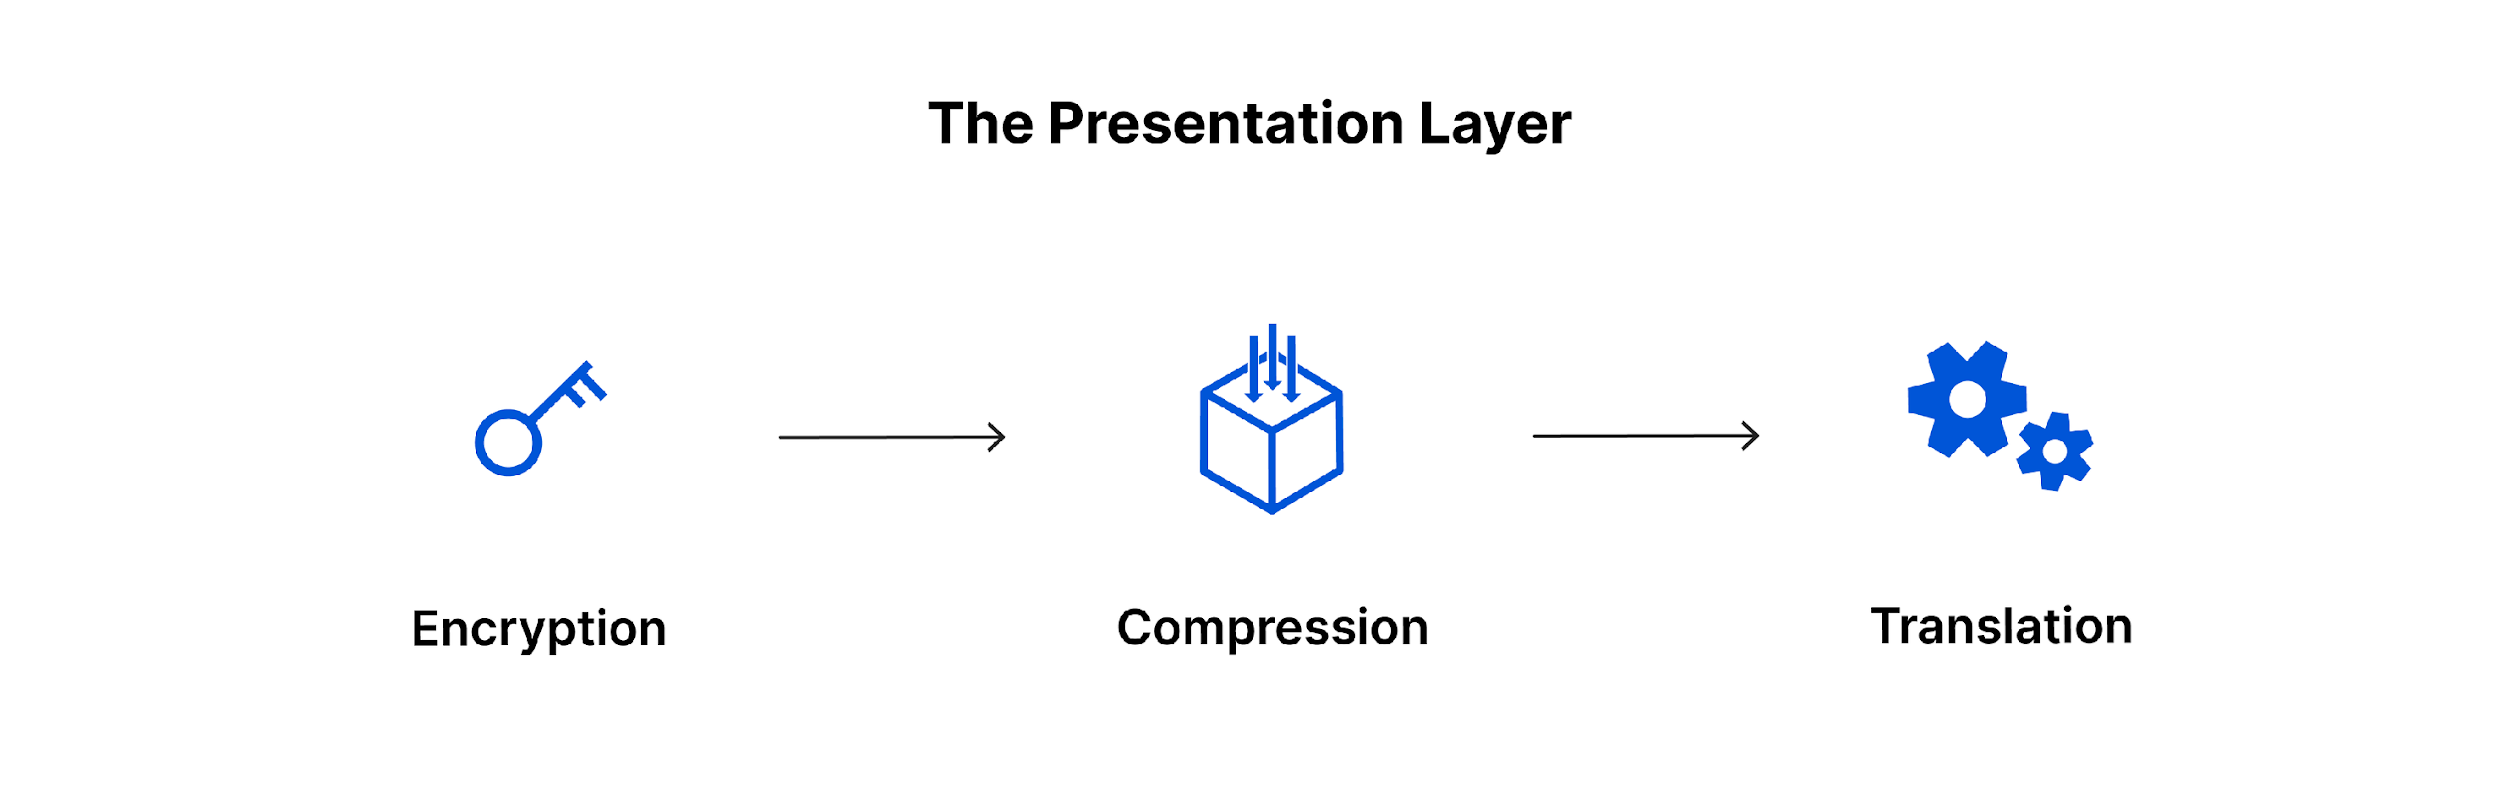 The Presentation Layer
Encryption
Compression
Translation